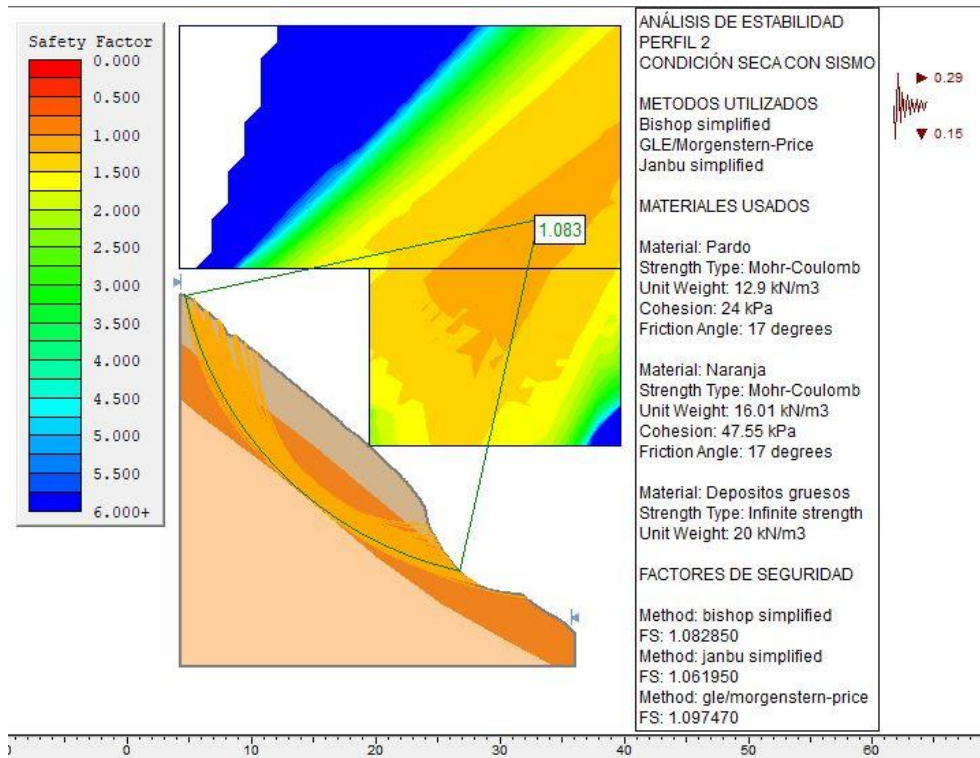 Safety Factor
0.000
0.500
1.000
1.500
2.000
2.500
3.000
3.500
4.000
4.500
5.000
5.500
6.000+
1.083
ANÁLISIS DE ESTABILIDAD
PERFIL 2
CONDICIÓN SECA CON SISMO
METODOS UTILIZADOS
Bishop simplified
GLE/Morgenstern-Price
Janbu simplified
MATERIALES USADOS
Material: Pardo
Strength Type: Mohr-Coulomb
Unit Weight: 12.9 kN/m3
Cohesion: 24 kPa
Friction Angle: 17 degrees
Material: Naranja
Strength Type: Mohr-Coulomb
Unit Weight: 16.01 kN/m3
Cohesion: 47.55 kPa
Friction Angle: 17 degrees
Material: Depositos gruesos
Strength Type: Infinite strength
Unit Weight: 20 kN/m3
FACTORES DE SEGURIDAD
Method: bishop simplified
FS: 1.082850
Method: janbu simplified
FS: 1.061950
Method: gle/morgenstern-price
FS: 1.097470
0.29
0.15
0 10 20 30 40 50 60